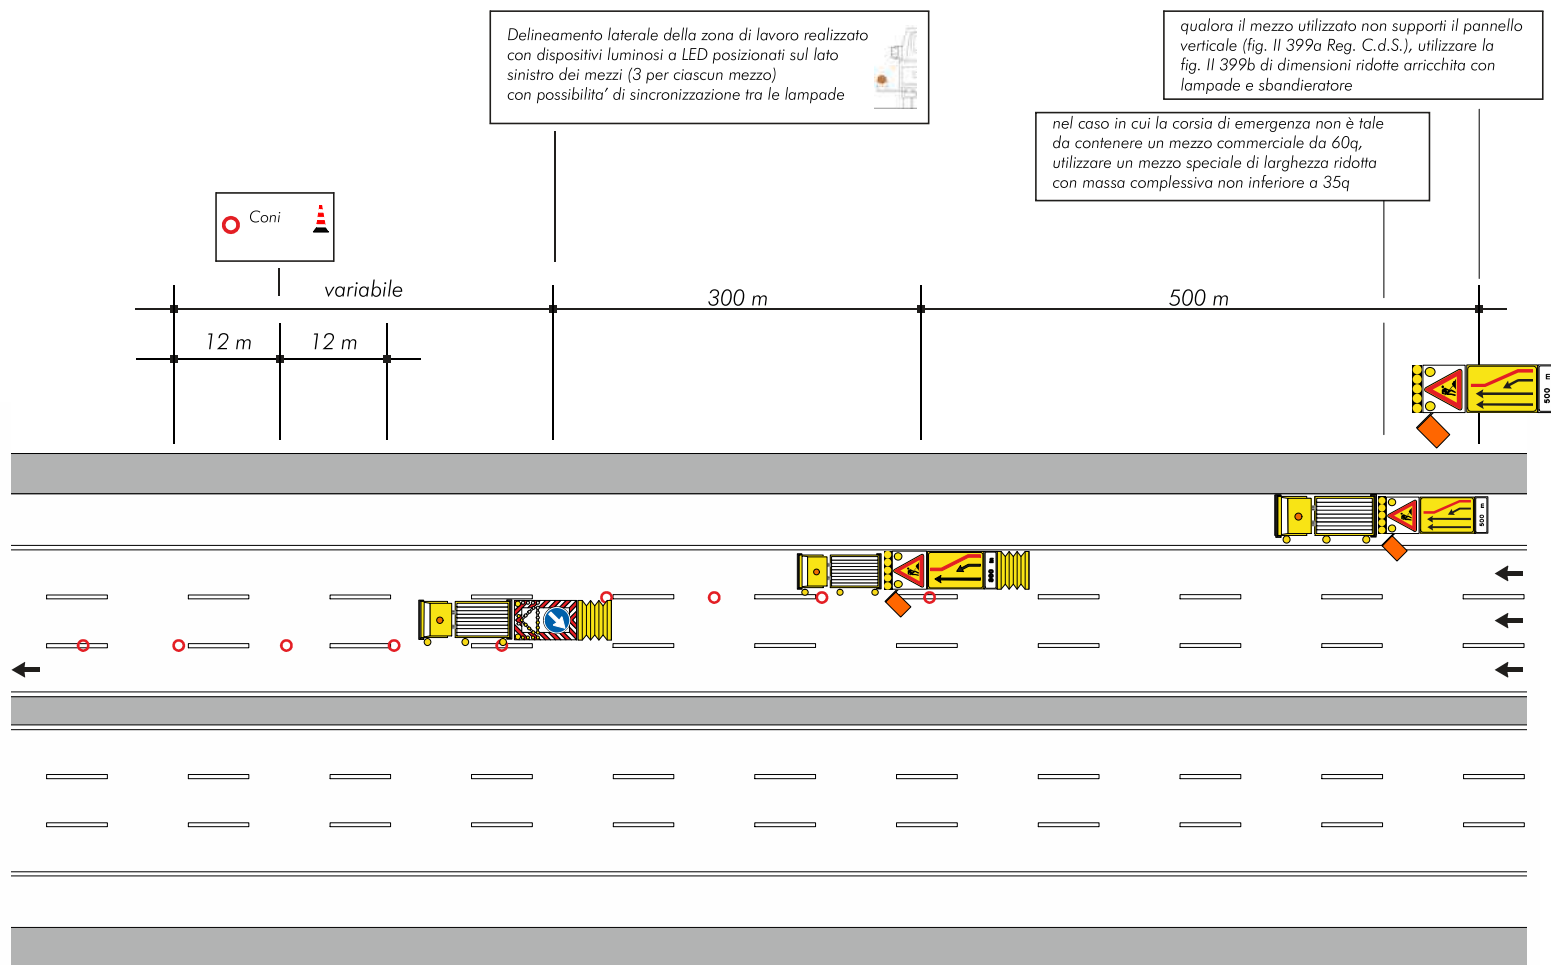 Delineamento laterale della zona di lavoro realizzato
con dispositivi luminosi a LED posizionati sul lato
sinistro dei mezzi (3 per ciascun mezzo)
con possibilita' di sincronizzazione tra le lampade
qualora il mezzo utilizzato non supporti il pannello
verticale (fig. II 399a Reg. C.d.S.), utilizzare la
fig. II 399b di dimensioni ridotte arricchita con
lampade e sbandieratore
nel caso in cui la corsia di emergenza non è tale
da contenere un mezzo commerciale da 60q,
utilizzare un mezzo speciale di larghezza ridotta
con massa complessiva non inferiore a 35q
Coni
variabile
300 m
500 m
12 m
12 m
500 m
500 m